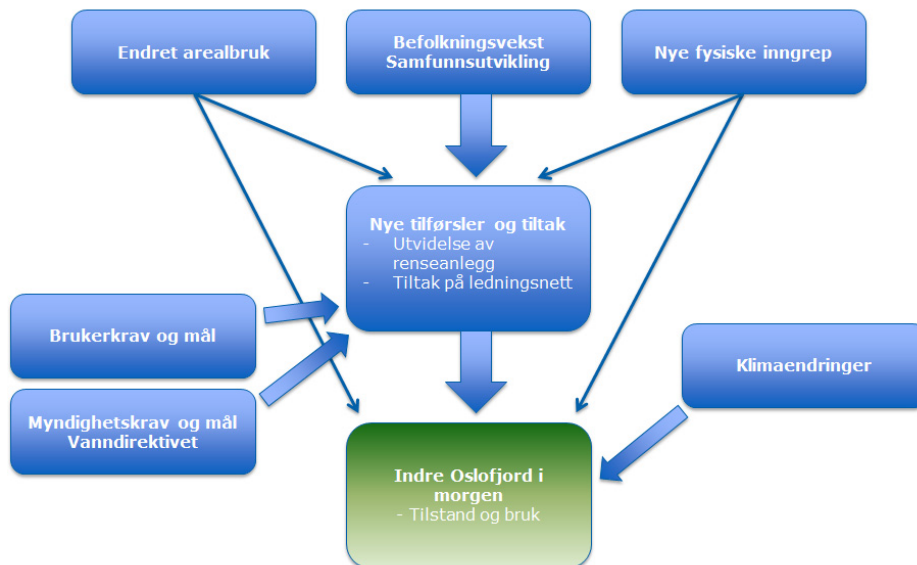 Endret arealbruk
Befolkningsvekst
Samfunnsutvikling
Nye fysiske inngrep
Nye tilførsler og tiltak
- Utvidelse av
renseanlegg
- Tiltak på ledningsnett
Brukerkrav og mål
Myndighetskrav og mål
Vanndirektivet
Klimaendringer
Indre Oslofjord i
morgen
- Tilstand og bruk